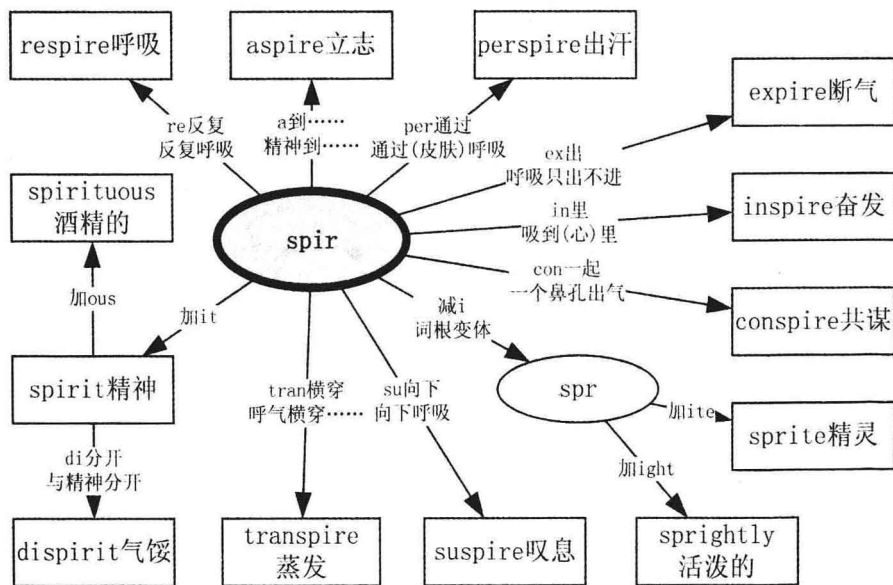 respire呼吸
aspire立志
perspire出汗
expire断气
re反复
反复呼吸
a到……
精神到……
per通过
通过(皮肤)呼吸
ex出
呼吸只出不进
spirituous
酒精的
spir
in里
吸到(心)里
inspire奋发
con一起
一个鼻孔出气
conspire共谋
加ous
加it
减i
词根变体
spirit精神
tran横穿
呼气横穿……
su向下
向下呼吸
spr
加ite
sprite精灵
di分开
与精神分开
加ight
dispirit气馁
transpire
蒸发
suspire叹息
sprightly
活泼的